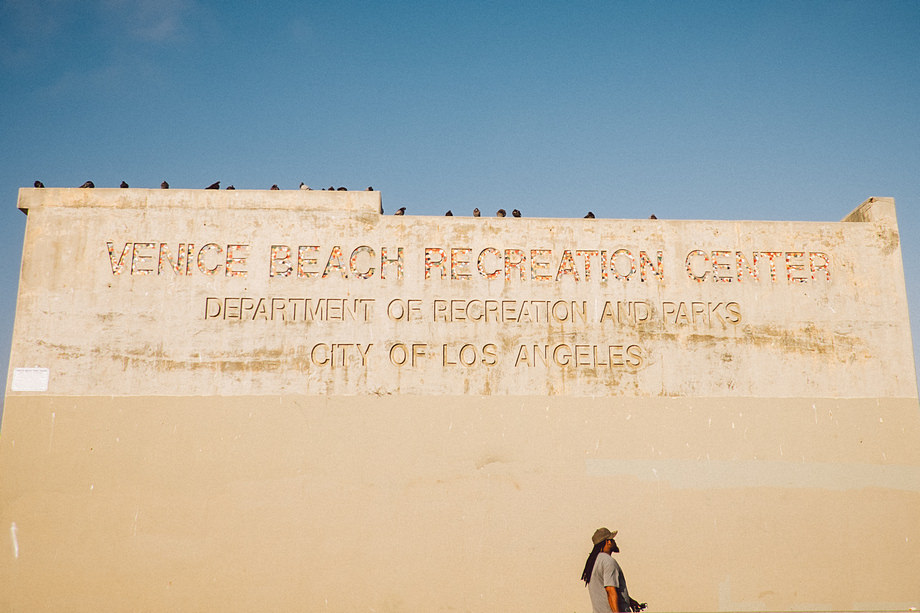 VENICE BEACH RECREATION CENTER
DEPARTMENT OF RECREATION AND PARKS
CITY OF LOS ANGELES